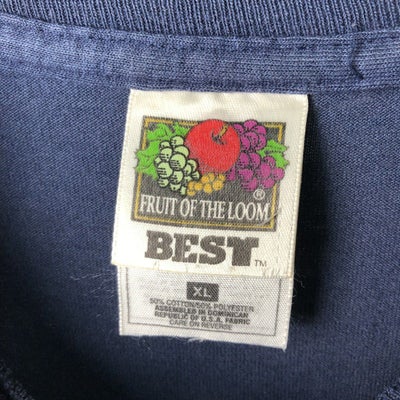 FRUIT OF THE LOOM ®
BEST ™
XL
50% COTTON/50% POLYESTER
ASSEMBLED IN DOMINICAN
REPUBLIC OF U.S.A. FABRIC
CARE ON REVERSE